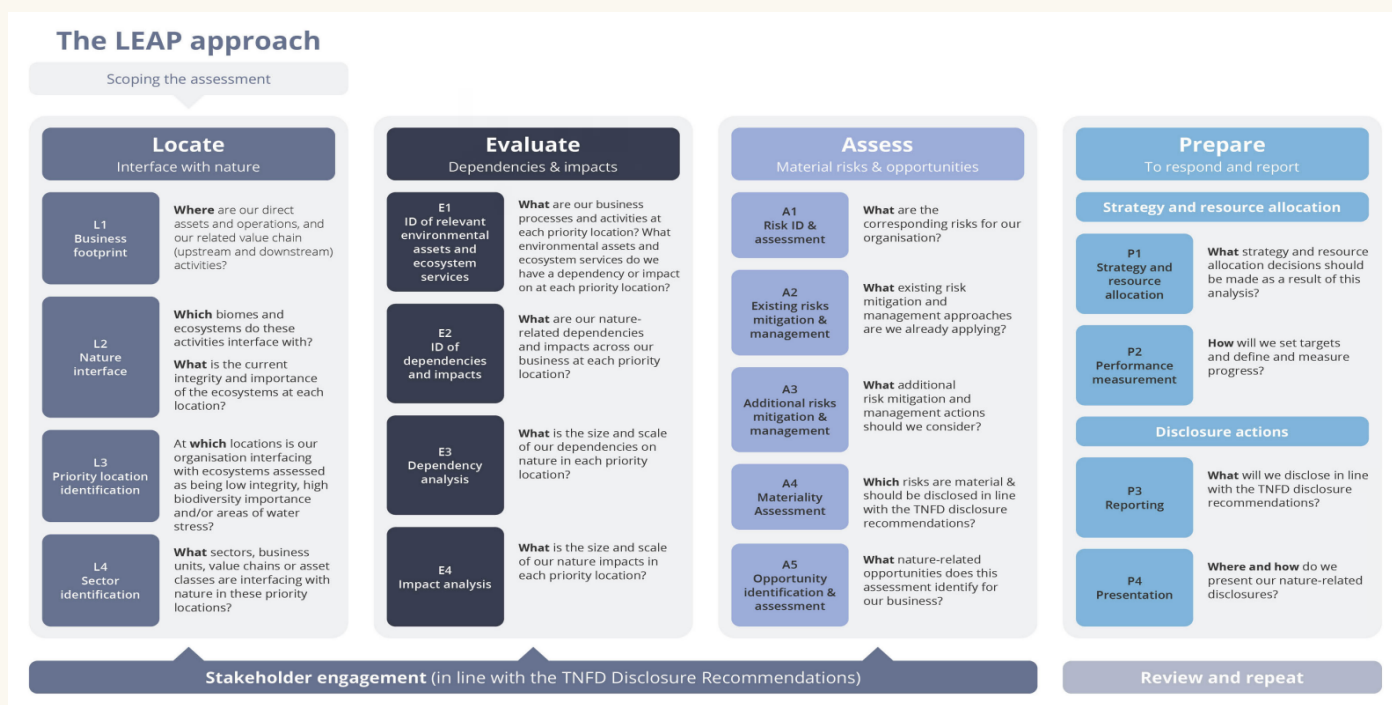 The LEAP approach
Scoping the assessment
Locate
Interface with nature
L1
Business
footprint
Where are our direct
assets and operations, and
our related value chain
(upstream and downstream)
activities?
L2
Nature
interface
Which biomes and
ecosystems do these
activities interface with?
What is the current
integrity and importance
of the ecosystems at each
location?
L3
Priority location
identification
At which locations is our
organisation interfacing
with ecosystems assessed
as being low integrity, high
biodiversity importance
and/or areas of water
stress?
L4
Sector
identification
What sectors, business
units, value chains or asset
classes are interfacing with
nature in these priority
locations?
Evaluate
Dependencies & impacts
E1
ID of relevant
environmental
assets and
ecosystem
services
What are our business
processes and activities at
each priority location? What
environmental assets and
ecosystem services do we
have a dependency or impact
on at each priority location?
E2
ID of
dependencies
and impacts
What are our nature-
related dependencies
and impacts across our
business at each priority
location?
E3
Dependency
analysis
What is the size and scale
of our dependencies on
nature in each priority
location?
E4
Impact analysis
What is the size and scale
of our nature impacts in
each priority location?
Assess
Material risks & opportunities
A1
Risk ID &
assessment
What are the
corresponding risks for our
organisation?
A2
Existing risks
mitigation &
management
What existing risk
mitigation and
management approaches
are we already applying?
A3
Additional risks
mitigation &
management
What additional
risk mitigation and
management actions
should we consider?
A4
Materiality
Assessment
Which risks are material &
should be disclosed in line
with the TNFD disclosure
recommendations?
A5
Opportunity
identification &
assessment
What nature-related
opportunities does this
assessment identify for
our business?
Prepare
To respond and report
Strategy and resource allocation
P1
Strategy and
resource
allocation
What strategy and resource
allocation decisions should
be made as a result of this
analysis?
P2
Performance
measurement
How will we set targets
and define and measure
progress?
Disclosure actions
P3
Reporting
What will we disclose in line
with the TNFD disclosure
recommendations?
P4
Presentation
Where and how do we
present our nature-related
disclosures?
Stakeholder engagement (in line with the TNFD Disclosure Recommendations)
Review and repeat